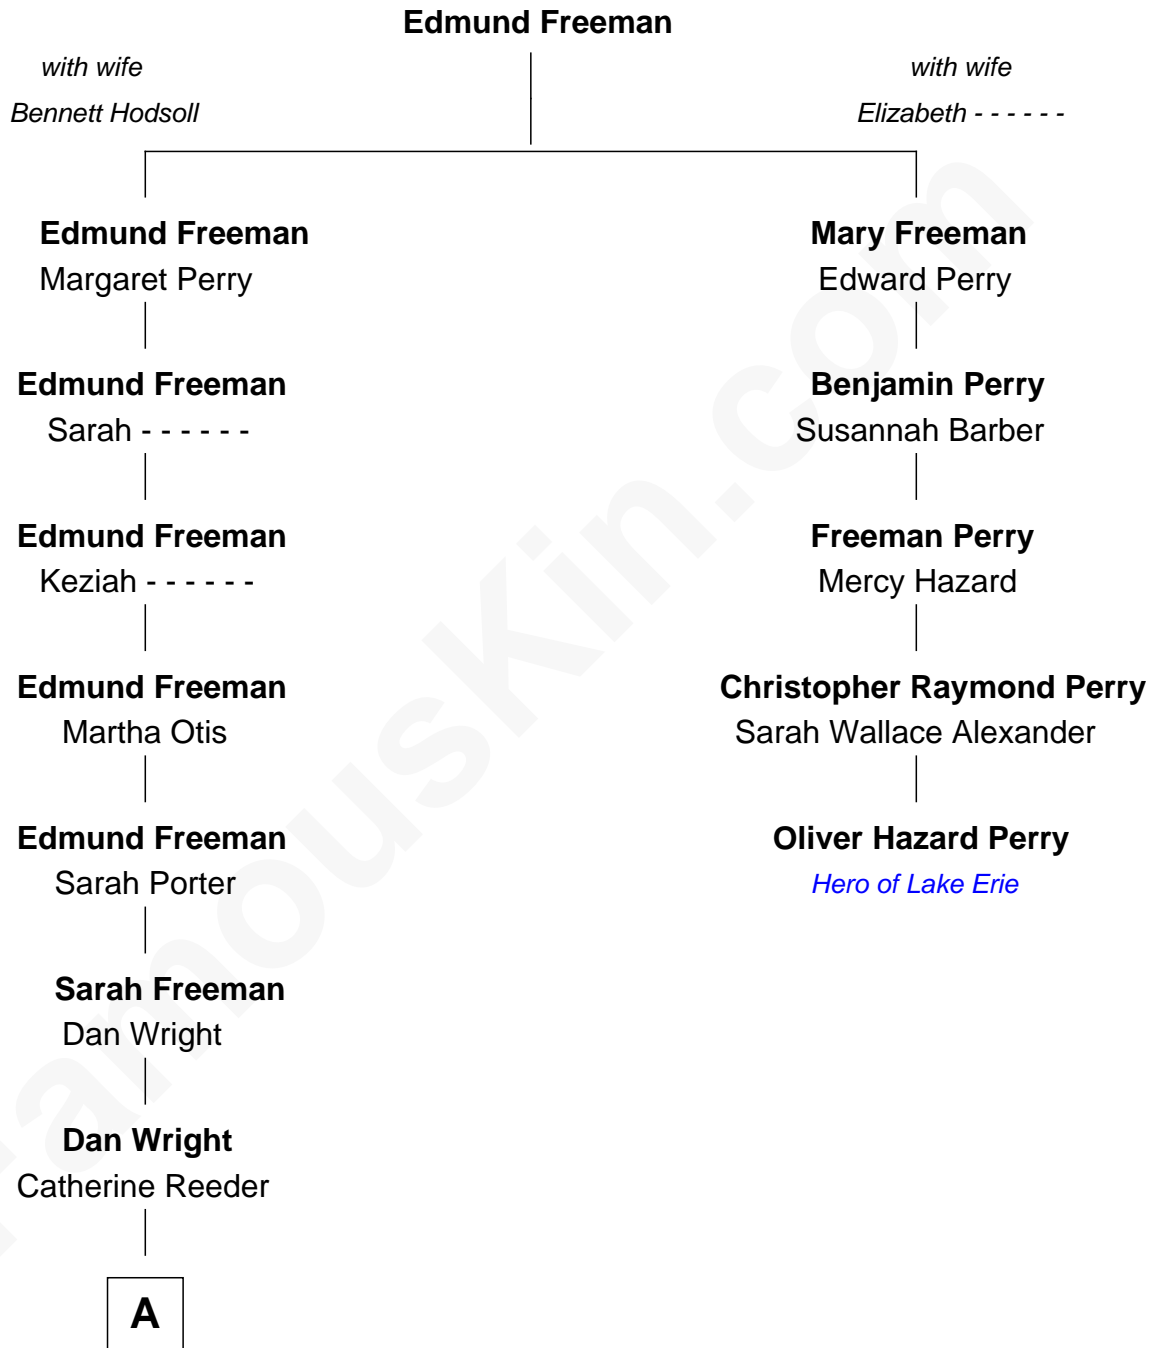 Edmund Freeman
with wife
Bennett Hodsoll
with wife
Elizabeth - - - - - -
Edmund Freeman
Margaret Perry
Mary Freeman
Edward Perry
Edmund Freeman
Sarah - - - - - -
Benjamin Perry
Susannah Barber
Edmund Freeman
Keziah - - - - - -
Freeman Perry
Mercy Hazard
Edmund Freeman
Martha Otis
Christopher Raymond Perry
Sarah Wallace Alexander
Edmund Freeman
Sarah Porter
Oliver Hazard Perry
Hero of Lake Erie
Sarah Freeman
Dan Wright
Dan Wright
Catherine Reeder
A
FamousKin.com